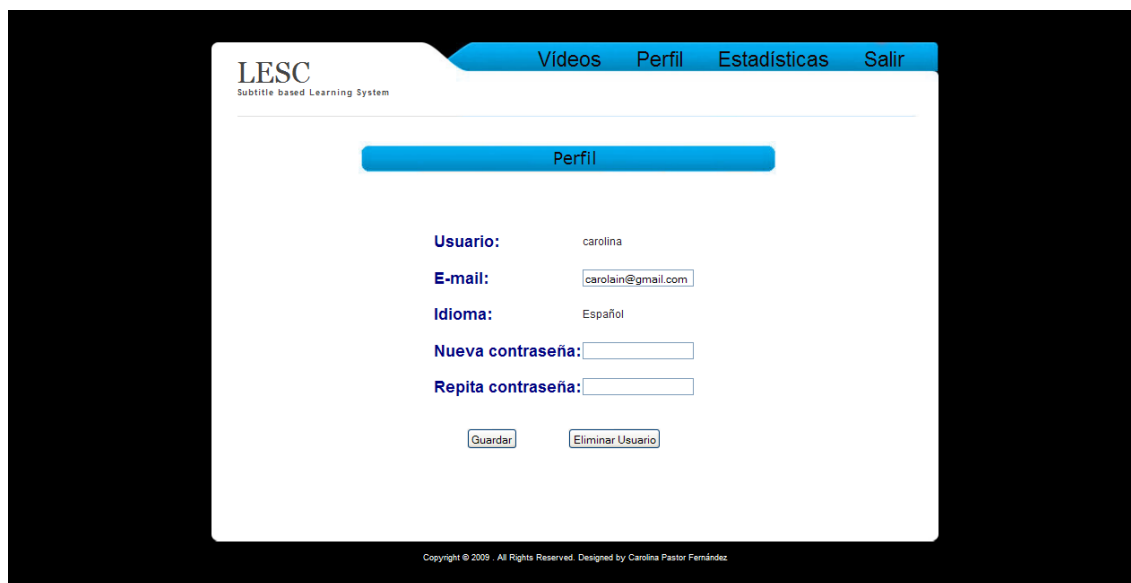 LESC
Subtitle based Learning System
Vídeos Perfil Estadísticas Salir
Perfil
Usuario: carolina
E-mail: carolain@gmail.com
Idioma: Español
Nueva contraseña:
Repita contraseña:
Guardar Eliminar Usuario
Copyright © 2009 . All Rights Reserved. Designed by Carolina Pastor Fernández